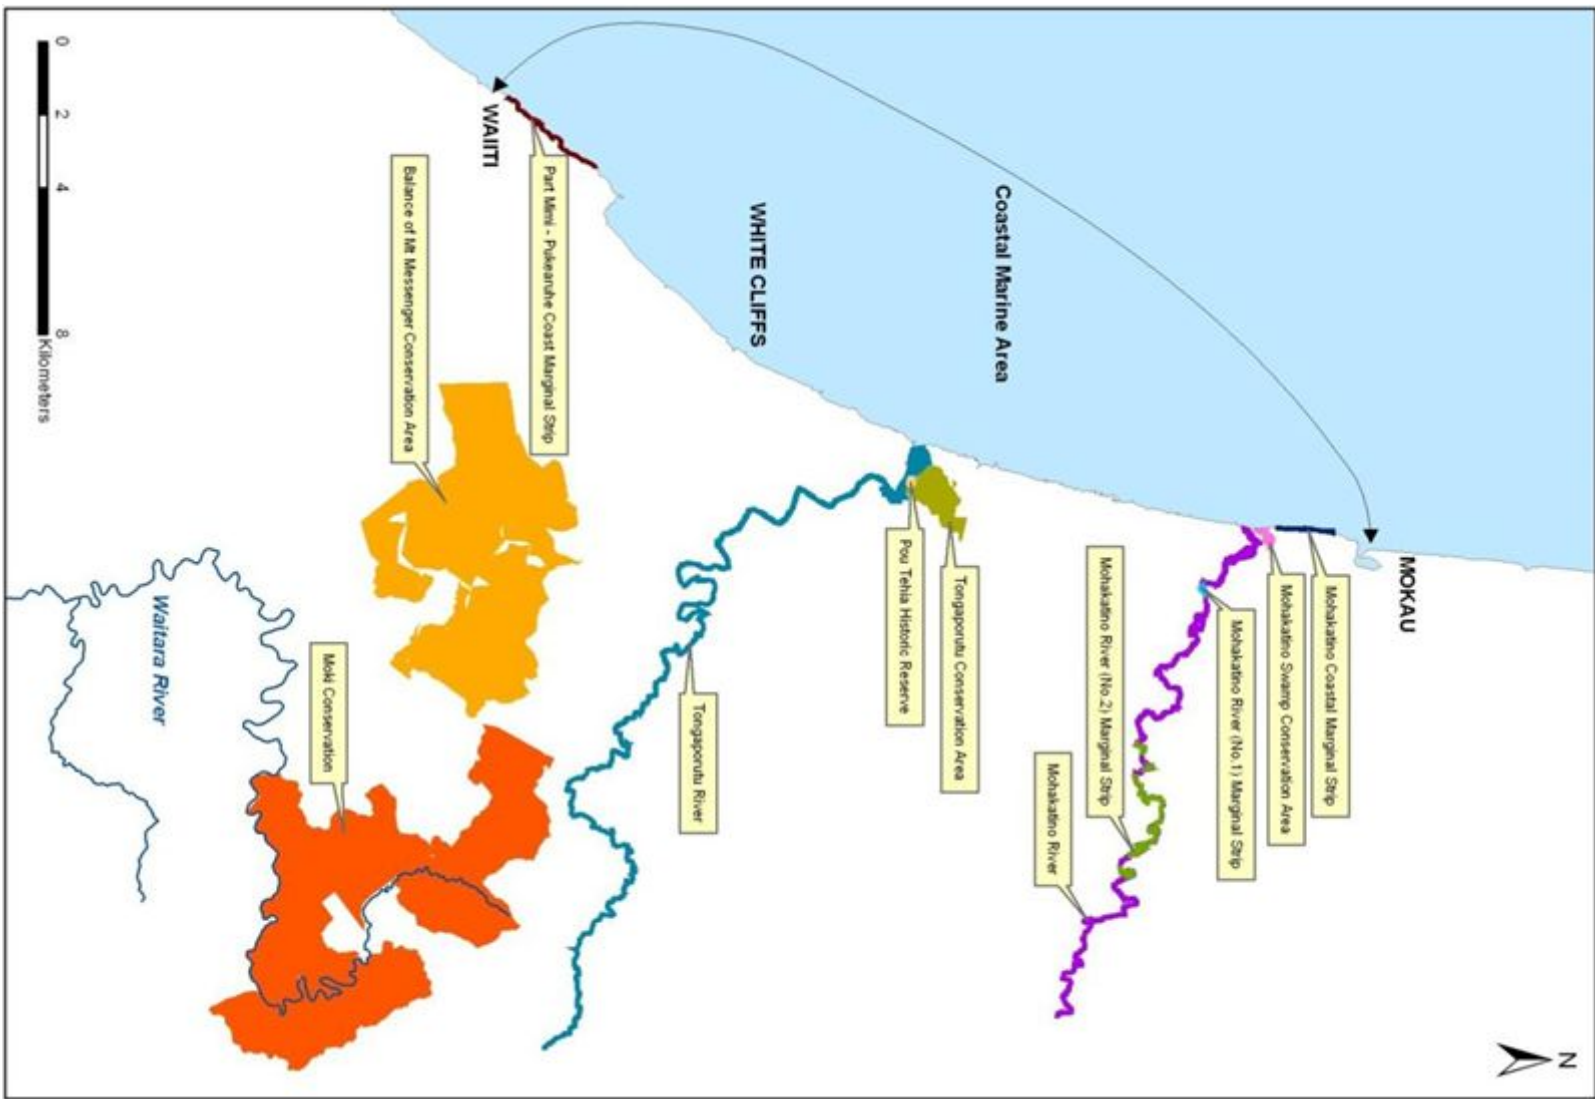 N
MOKAU
Mohakatino Coastal Marginal Strip
Mohakatino Swamp Conservation Area
Mohakatino River (No.1) Marginal Strip
Mohakatino River (No.2) Marginal Strip
Mohakatino River
Coastal Marine Area
Tongaporutu Conservation Area
Pou Tehia Historic Reserve
WHITE CLIFFS
Tongaporutu River
Part Mimi - Pukearuhe Coast Marginal Strip
WAIITI
Balance of Mt Messenger Conservation Area
Moki Conservation
Waitara River
0 2 4 8
Kilometers